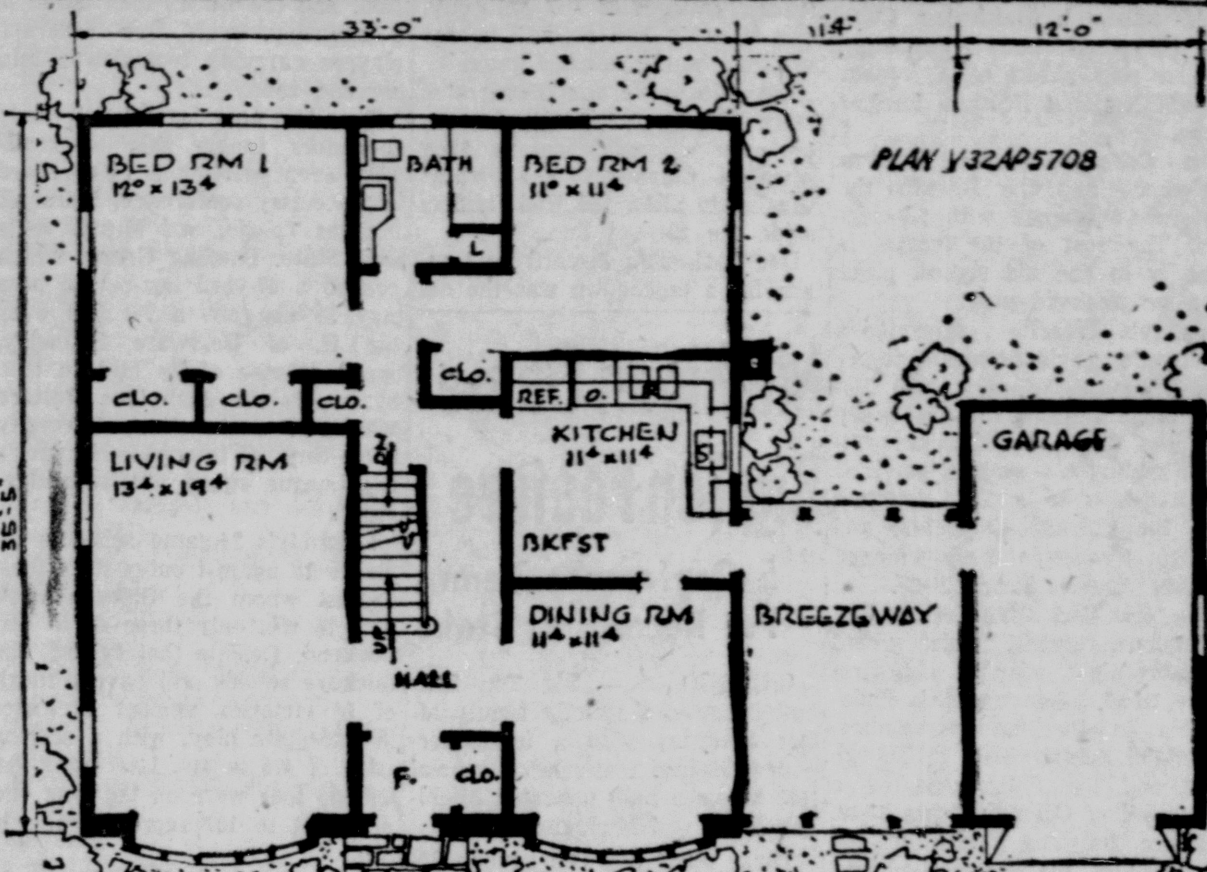 33'-0"
11'4"
12'-0"
PLAN V32AP5708
BED RM 1
12⁰ x 13⁴
BATH
BED RM 2
11⁰ x 11⁴
L
CLO.
CLO.
CLO.
CLO.
REF.
O.
R
S
KITCHEN
11⁴ x 11⁴
GARAGE
LIVING RM
13⁴ x 19⁴
35'-5"
BKFST
DINING RM
11⁴ x 11⁴
BREEZEWAY
UP
HALL
F.
CLO.